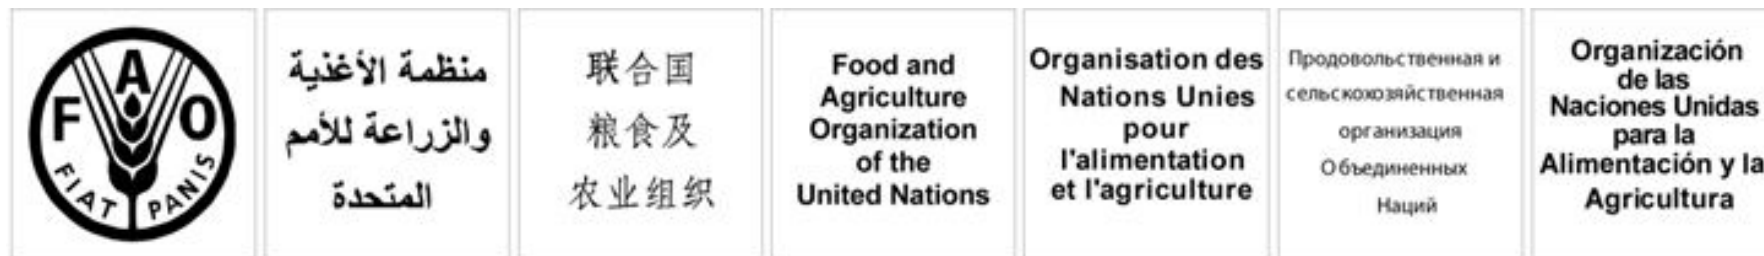 FAO
FIAT PANIS
منظمة الأغذية
والزراعة للأمم
المتحدة
联合国
粮食及
农业组织
Food and
Agriculture
Organization
of the
United Nations
Organisation des
Nations Unies
pour
l'alimentation
et l'agriculture
Продовольственная и
сельскохозяйственная
организация
Объединенных
Наций
Organización
de las
Naciones Unidas
para la
Alimentación y la
Agricultura